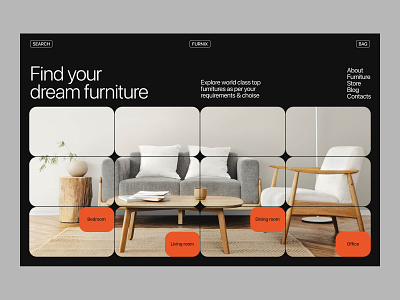 SEARCH
FURNIX
BAG
Find your
dream furniture
Explore world class top
furnitures as per your
requirements & choise
About
Furniture
Store
Blog
Contacts
Bedroom
Dining room
Living room
Office